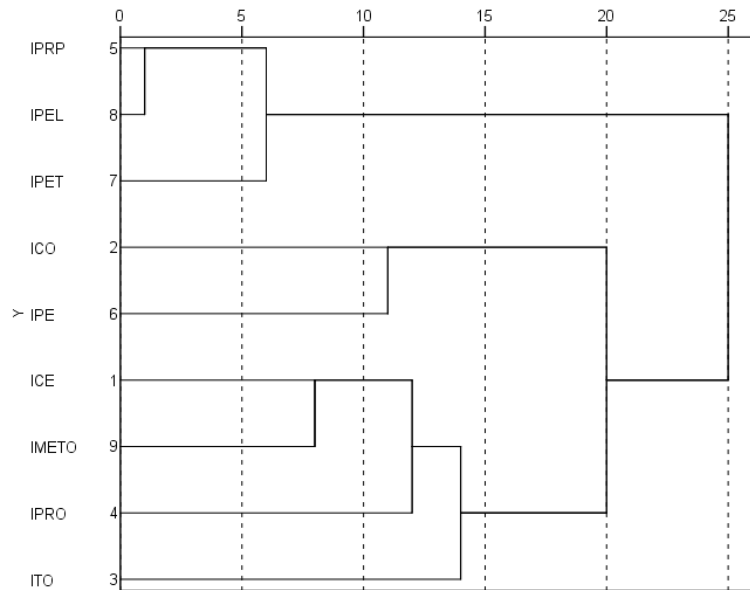 0 5 10 15 20 25
IPRP 5
IPEL 8
IPET 7
ICO 2
Y
IPE 6
ICE 1
IMETO 9
IPRO 4
ITO 3